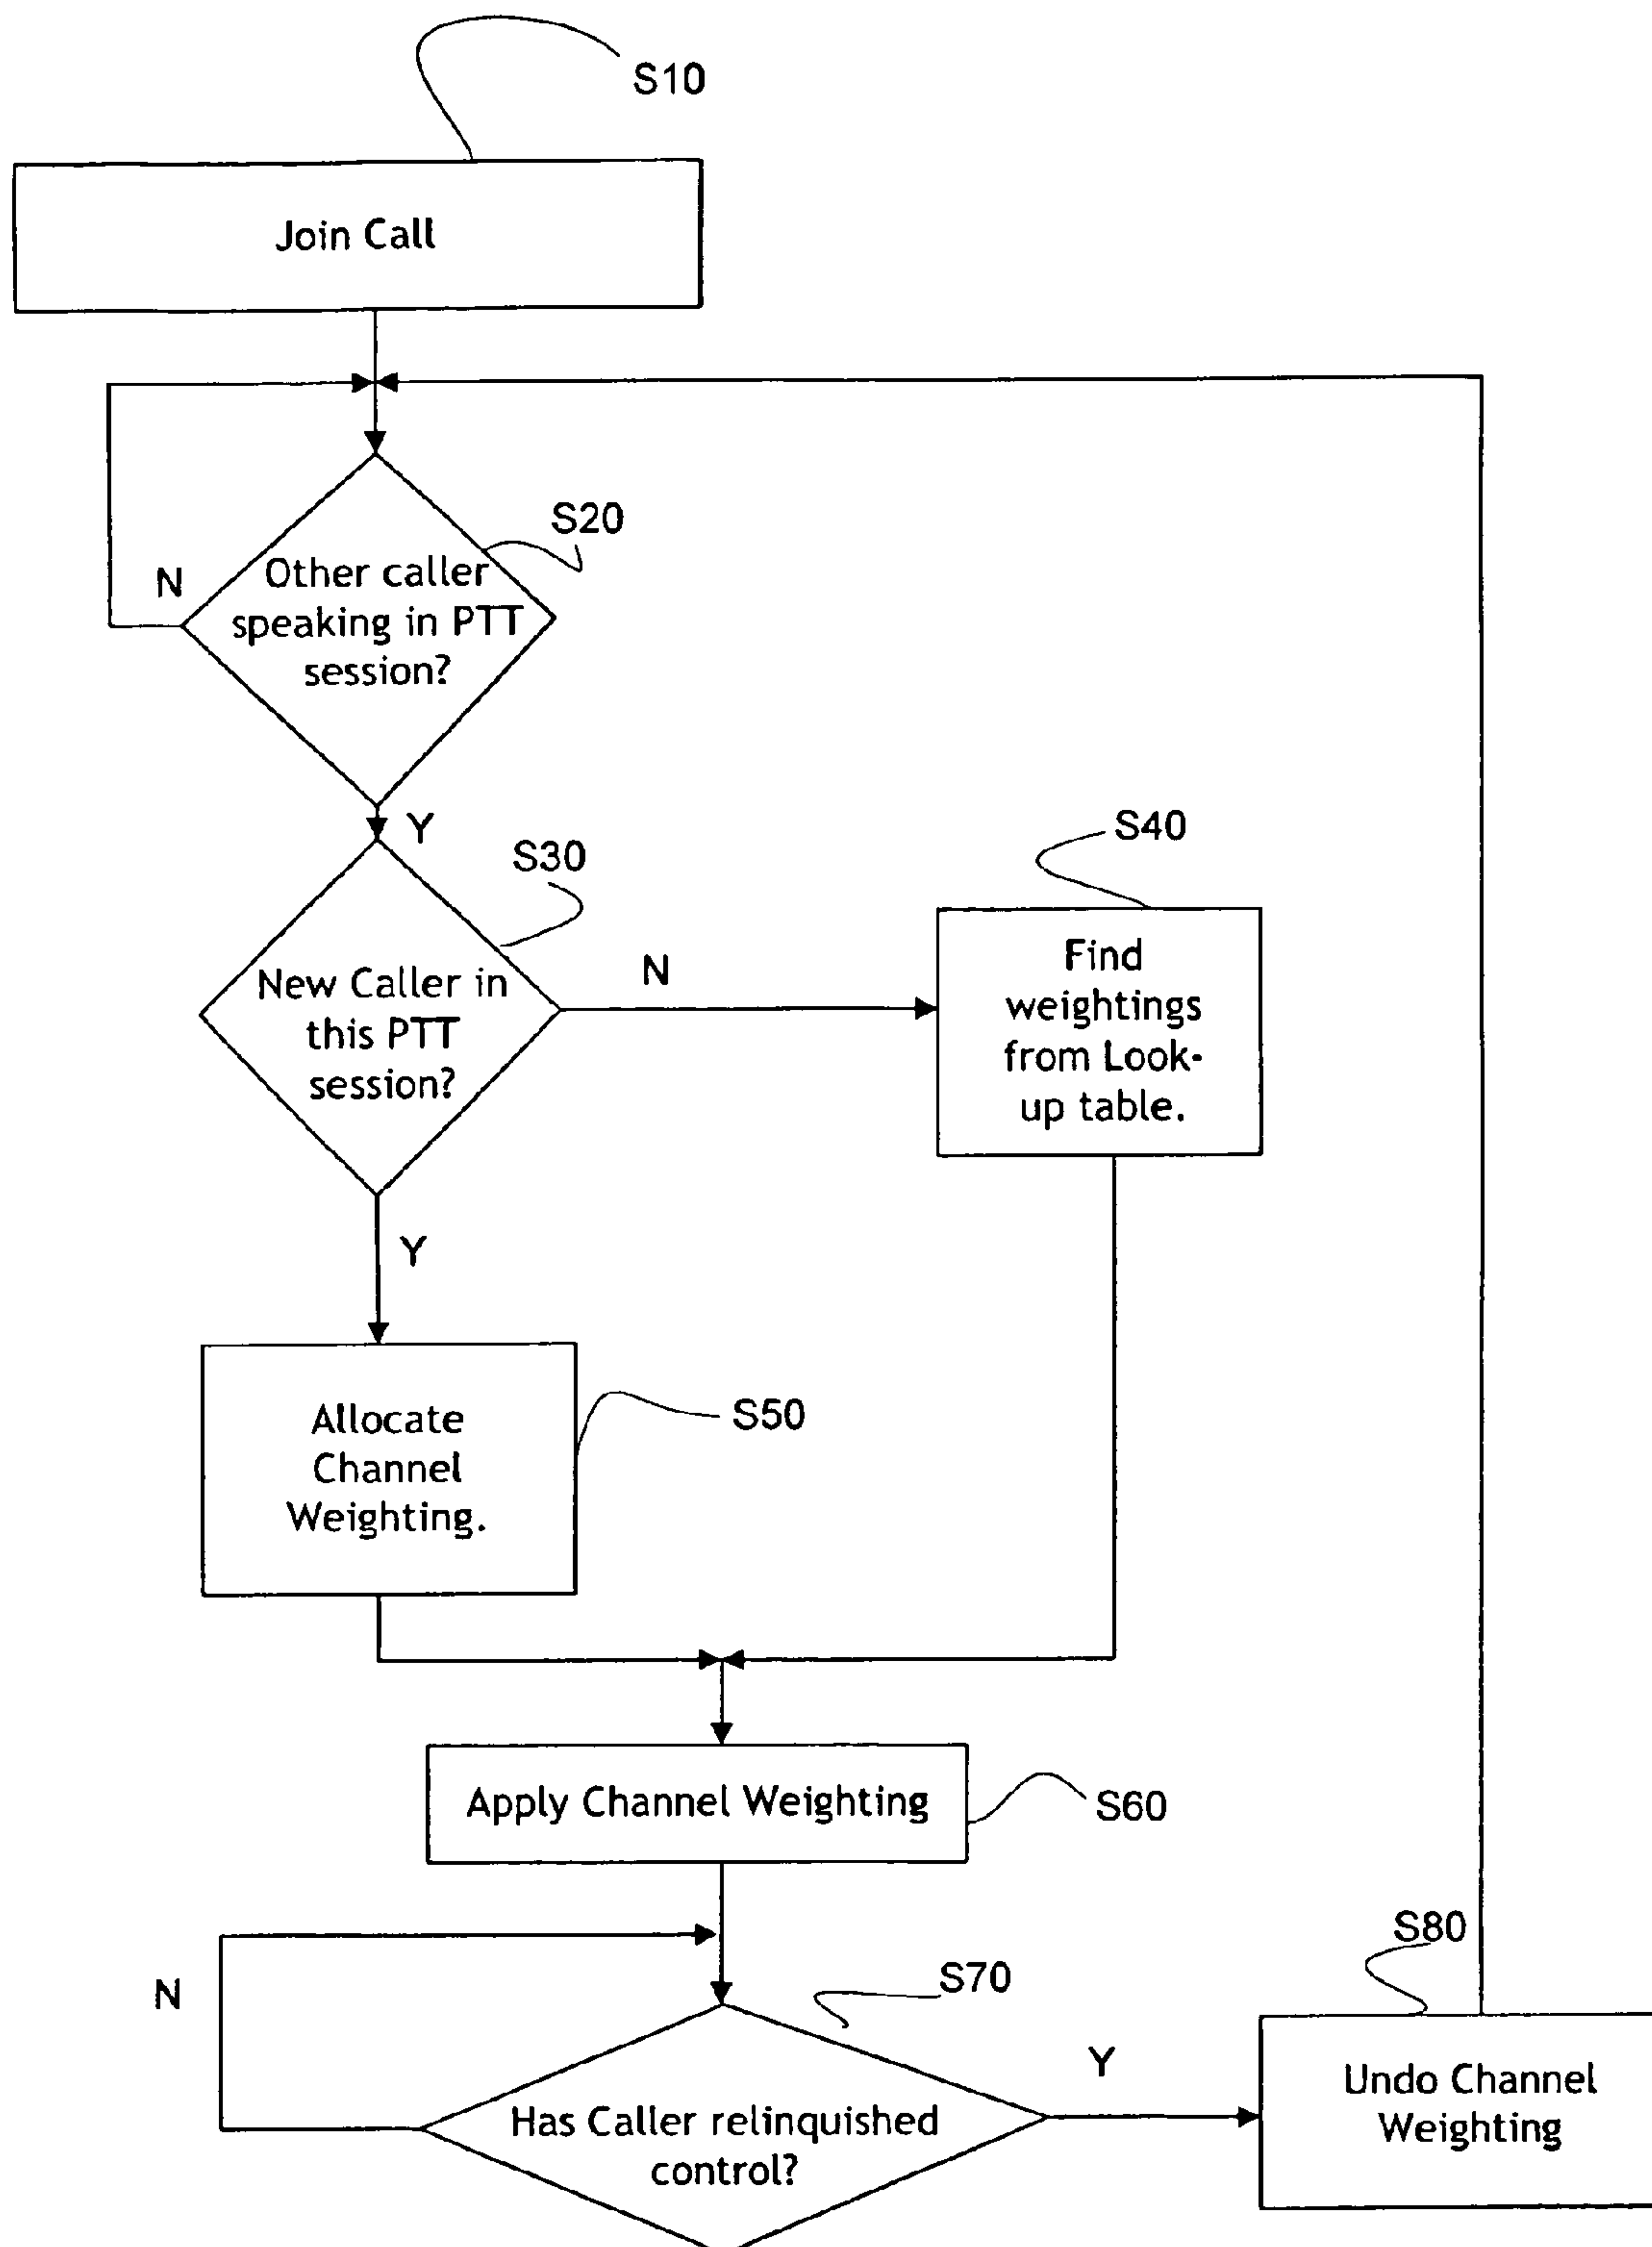 S10
Join Call
S20
N
Other caller
speaking in PTT
session?
Y
S30
S40
New Caller in
this PTT
session?
N
Find
weightings
from Look-
up table.
Y
Allocate
Channel
Weighting.
S50
Apply Channel Weighting
S60
N
S70
S80
Has Caller relinquished
control?
Y
Undo Channel
Weighting